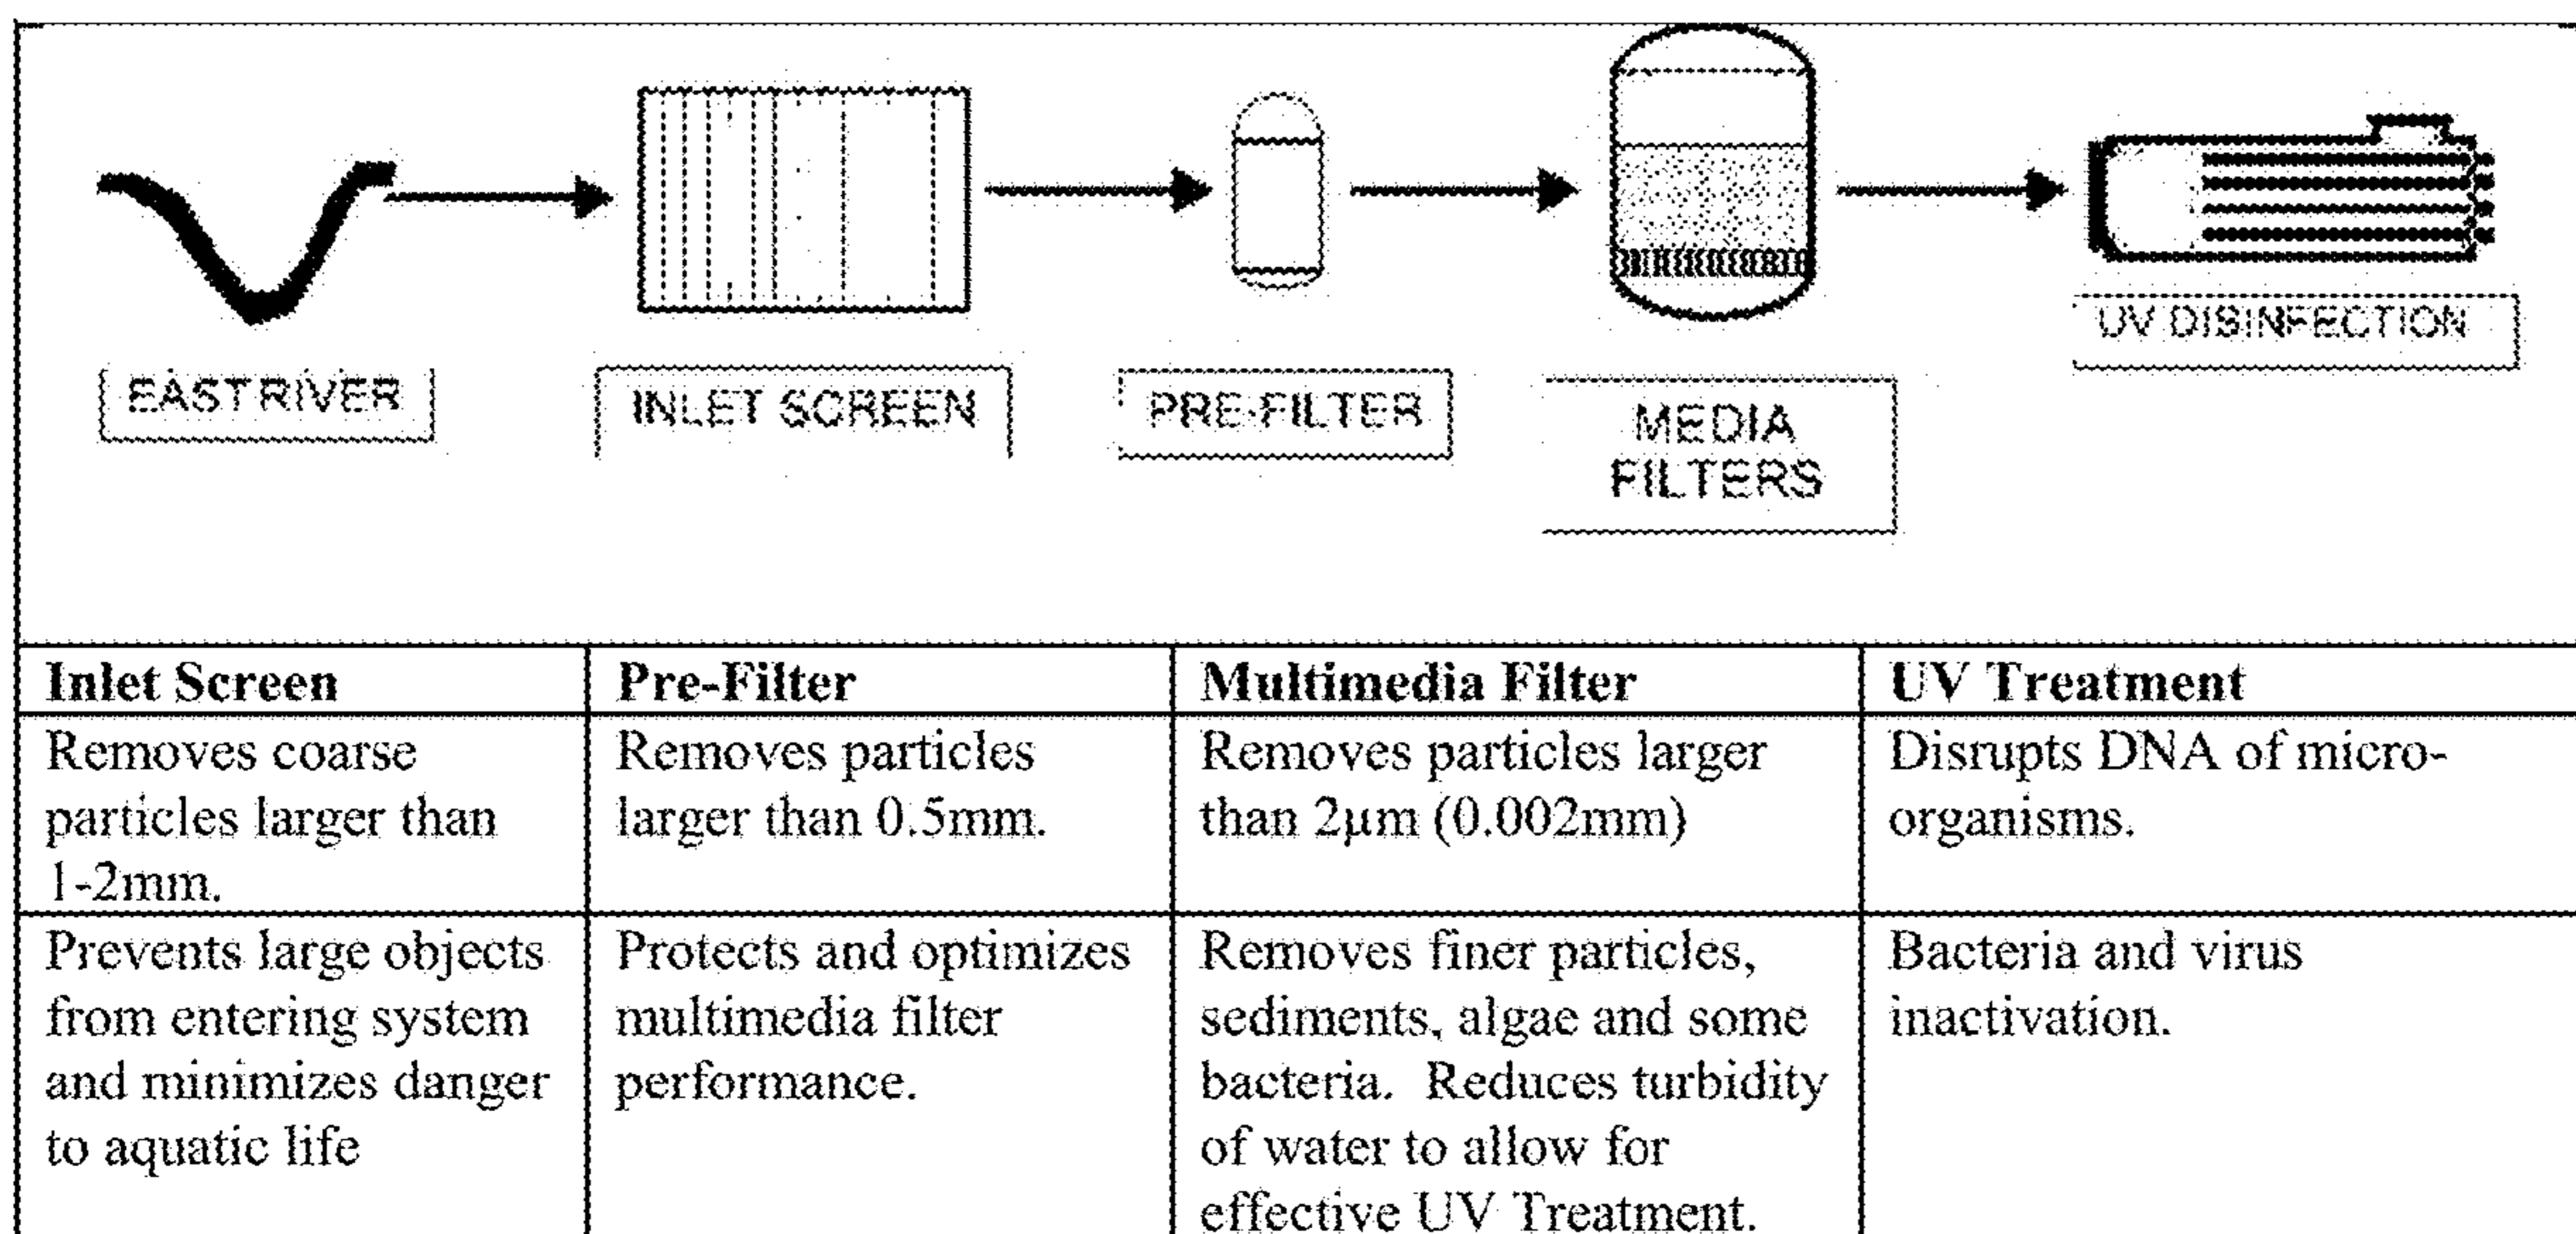 EAST RIVER
INLET SCREEN
PRE-FILTER
MEDIA
FILTERS
UV DISINFECTION
Inlet Screen
Pre-Filter
Multimedia Filter
UV Treatment
Removes coarse
particles larger than
1-2mm.
Removes particles
larger than 0.5mm.
Removes particles larger
than 2µm (0.002mm)
Disrupts DNA of micro-
organisms.
Prevents large objects
from entering system
and minimizes danger
to aquatic life
Protects and optimizes
multimedia filter
performance.
Removes finer particles,
sediments, algae and some
bacteria. Reduces turbidity
of water to allow for
effective UV Treatment.
Bacteria and virus
inactivation.